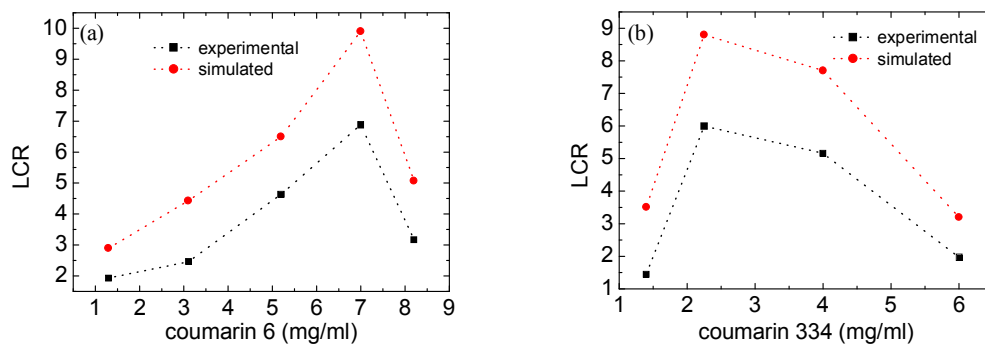 (a)
experimental
simulated
LCR
10
9
8
7
6
5
4
3
2
1 2 3 4 5 6 7 8 9
coumarin 6 (mg/ml)
(b)
experimental
simulated
LCR
9
8
7
6
5
4
3
2
1
1 2 3 4 5 6
coumarin 334 (mg/ml)